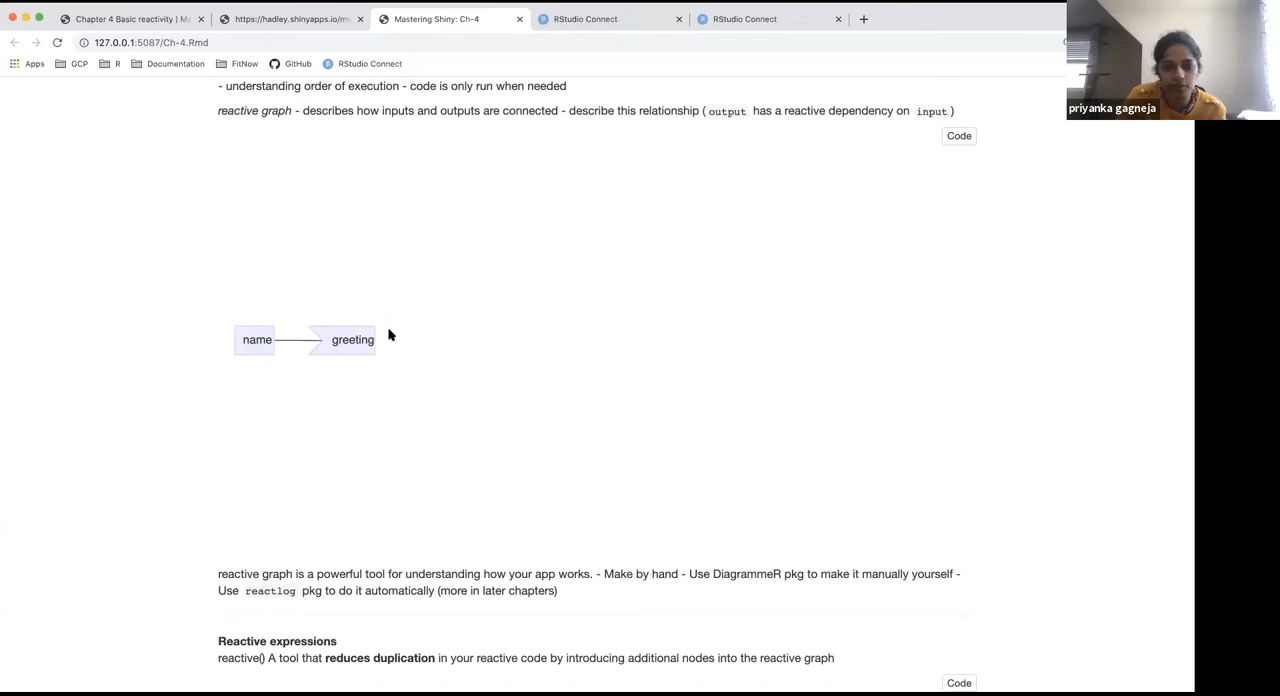 Chapter 4 Basic reactivity | Ma
https://hadley.shinyapps.io/mu
Mastering Shiny: Ch-4
RStudio Connect
RStudio Connect
127.0.0.1:5087/Ch-4.Rmd
Apps GCP R Documentation FitNow GitHub RStudio Connect
priyanka gagneja
- understanding order of execution - code is only run when needed
reactive graph - describes how inputs and outputs are connected - describe this relationship ( output has a reactive dependency on input )
Code
name greeting
reactive graph is a powerful tool for understanding how your app works. - Make by hand - Use DiagrammeR pkg to make it manually yourself -
Use reactlog pkg to do it automatically (more in later chapters)
Reactive expressions
reactive() A tool that reduces duplication in your reactive code by introducing additional nodes into the reactive graph
Code